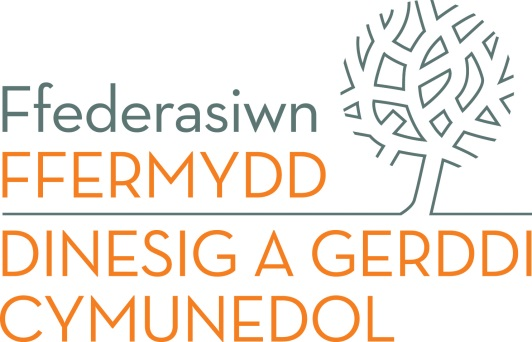 Ffederasiwn
FFERMYDD
DINESIG A GERDDI
CYMUNEDOL